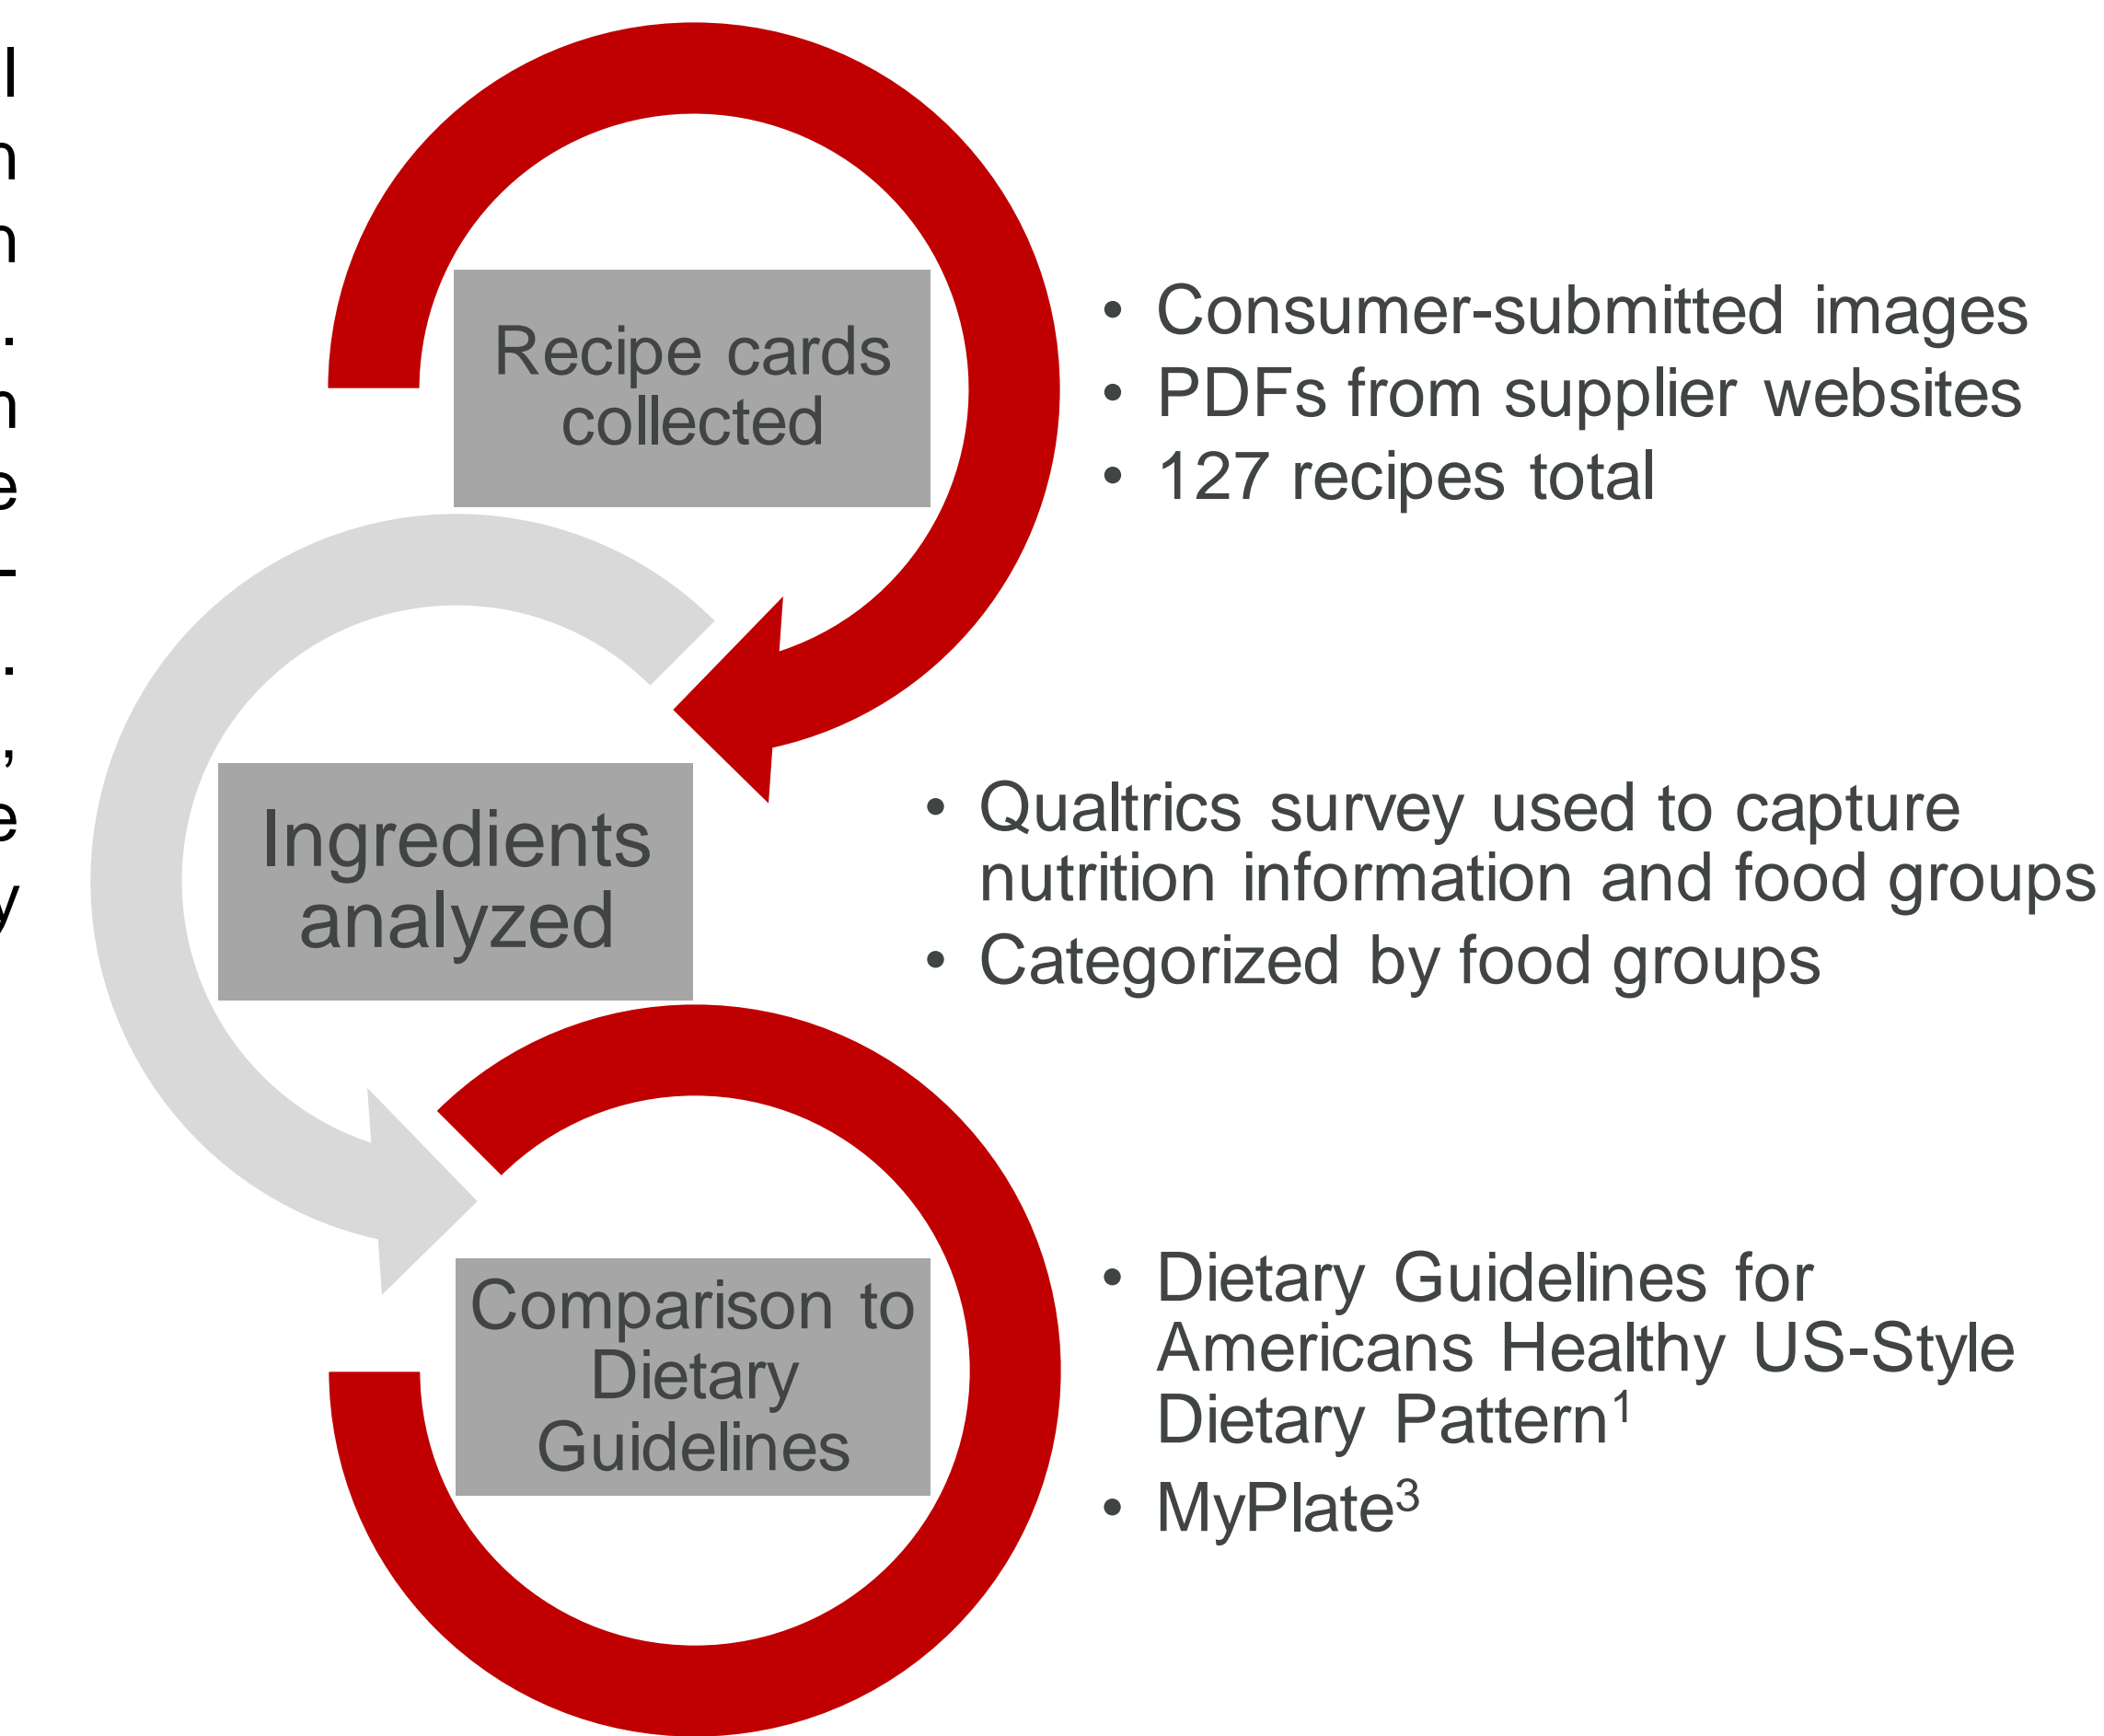 Recipe cards
collected
• Consumer-submitted images
• PDFs from supplier websites
• 127 recipes total
Ingredients
analyzed
• Qualtrics survey used to capture
nutrition information and food groups
• Categorized by food groups
Comparison to
Dietary
Guidelines
• Dietary Guidelines for
Americans Healthy US-Style
Dietary Pattern¹
• MyPlate³